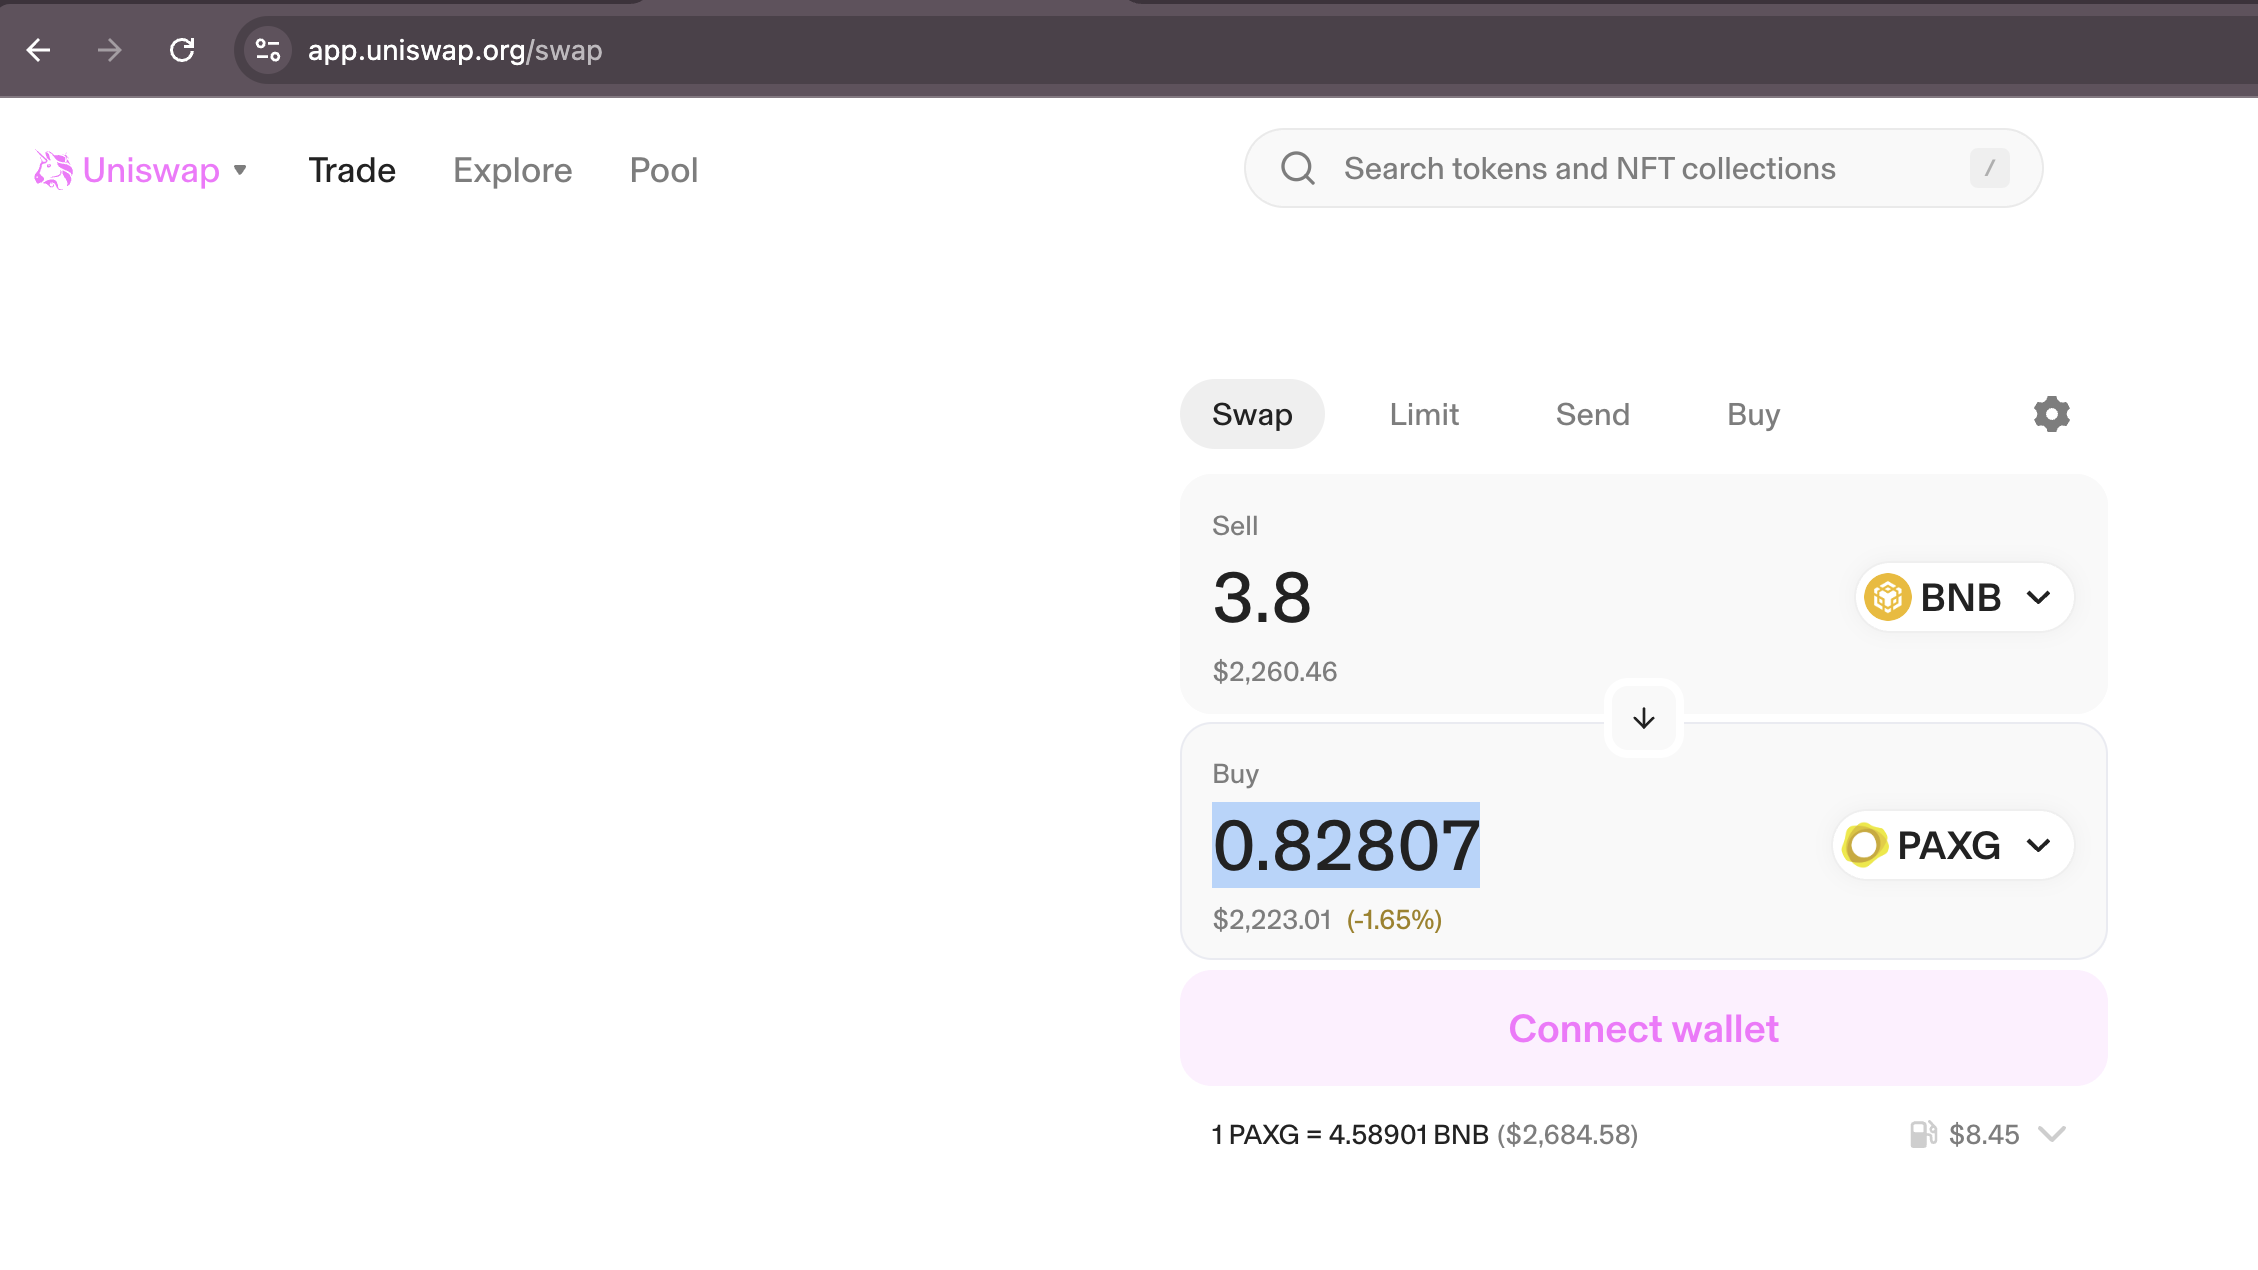 app.uniswap.org/swap
Uniswap Trade Explore Pool Search tokens and NFT collections /
Swap Limit Send Buy
Sell
3.8 BNB
$2,260.46
Buy
0.82807 PAXG
$2,223.01 (-1.65%)
Connect wallet
1 PAXG = 4.58901 BNB ($2,684.58) $8.45